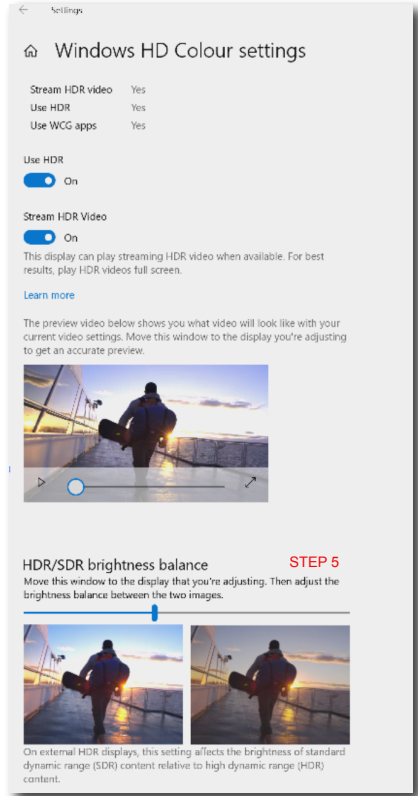 Settings
Windows HD Colour settings
Stream HDR video Yes
Use HDR Yes
Use WCG apps Yes
Use HDR
On
Stream HDR Video
On
This display can play streaming HDR video when available. For best
results, play HDR videos full screen.
Learn more
The preview video below shows you what video will look like with your
current video settings. Move this window to the display you're adjusting
to get an accurate preview.
HDR/SDR brightness balance STEP 5
Move this window to the display that you're adjusting. Then adjust the
brightness balance between the two images.
On external HDR displays, this setting affects the brightness of standard
dynamic range (SDR) content relative to high dynamic range (HDR)
content.